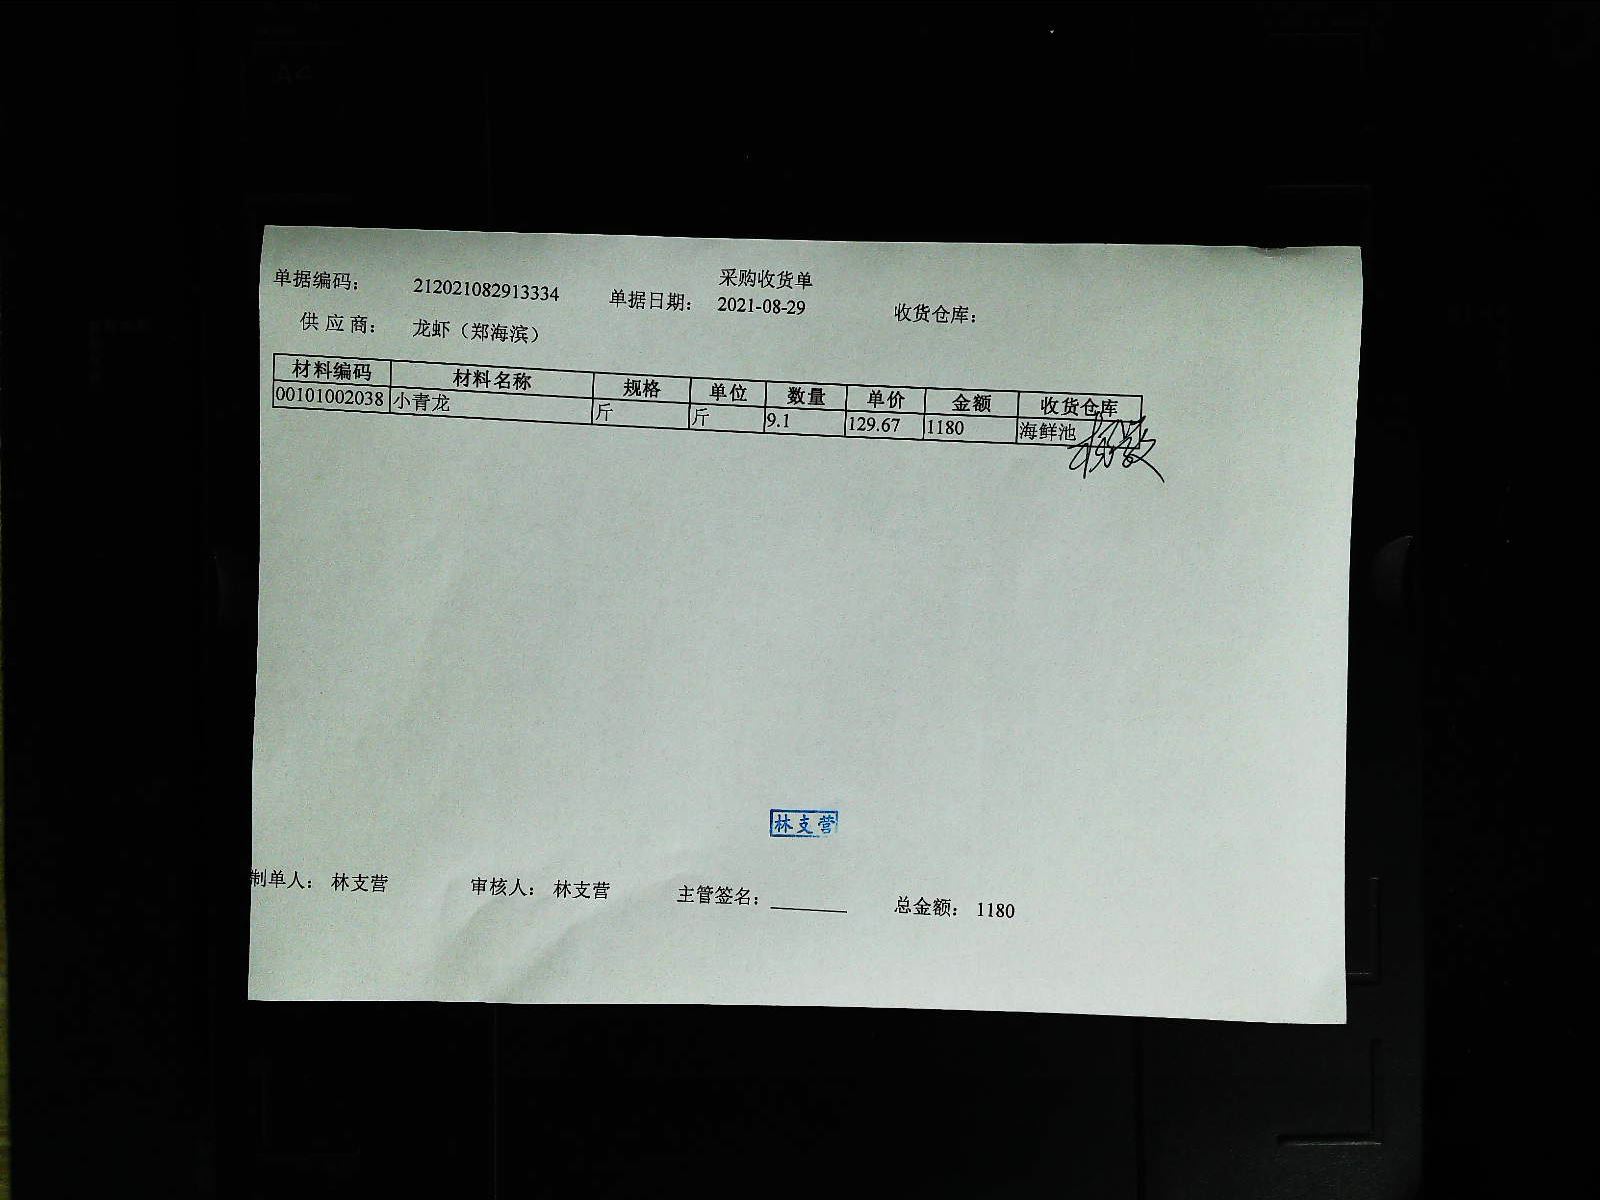 采购收货单
单据编码： 212021082913334 单据日期： 2021-08-29 收货仓库：
供 应 商： 龙虾（郑海滨）
材料编码 材料名称 规格 单位 数量 单价 金额 收货仓库
00101002038 小青龙 斤 斤 9.1 129.67 1180 海鲜池
林支营
制单人： 林支营 审核人： 林支营 主管签名： 总金额： 1180